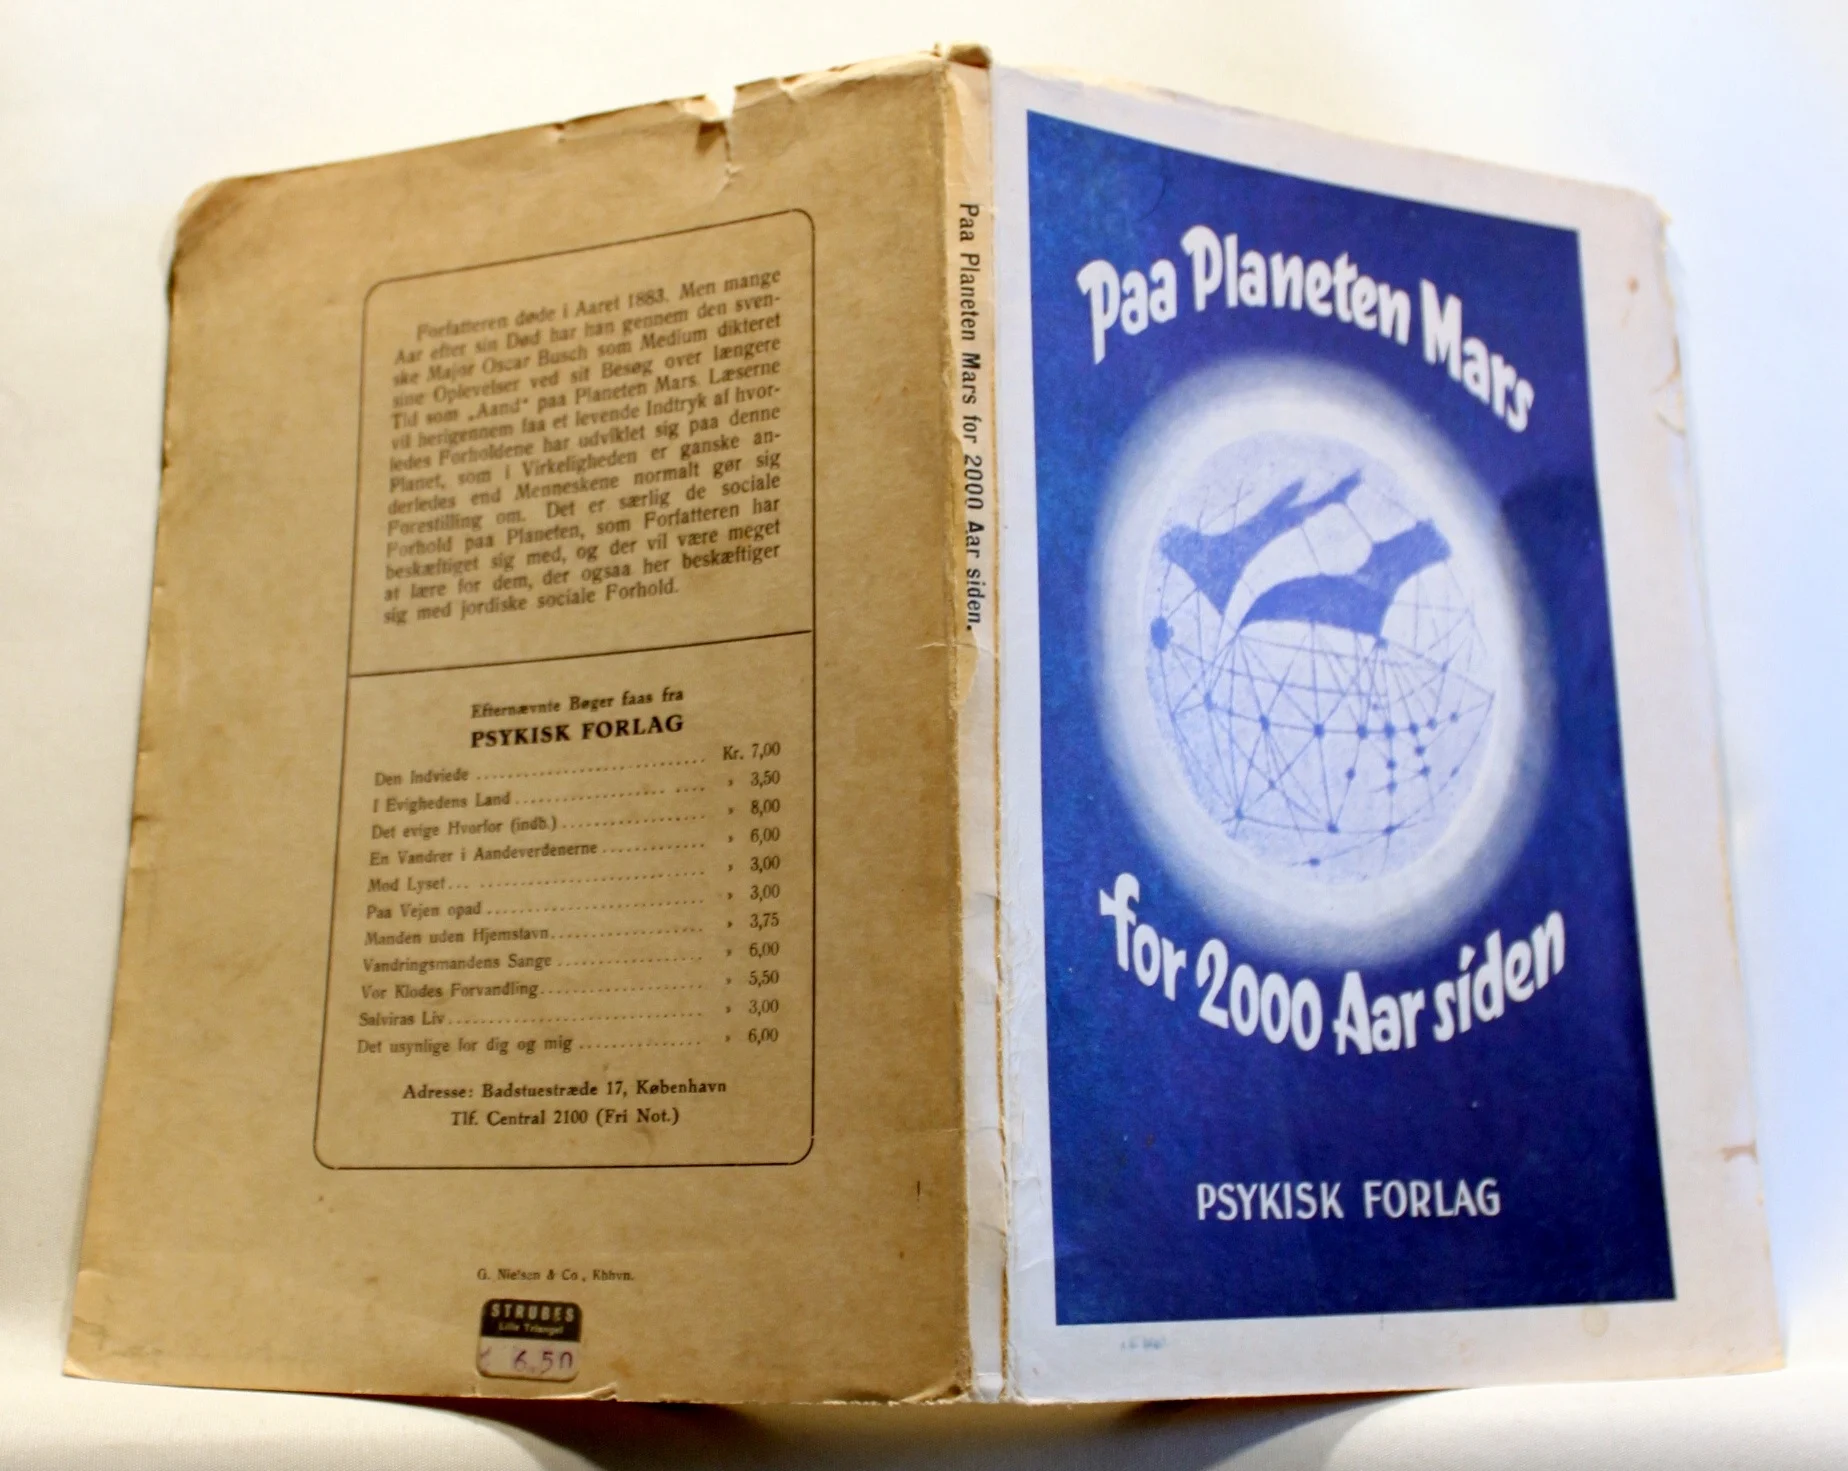 Forfatteren døde i Aaret 1883. Men mange
Aar efter sin Død har han gennem den sven-
ske Major Oscar Busch som Medium dikteret
sine Oplevelser ved sit Besøg over længere
Tid som „Aand“ paa Planeten Mars. Læserne
vil herigennem faa et levende Indtryk af hvor-
ledes Forholdene har udviklet sig paa denne
Planet, som i Virkeligheden er ganske an-
derledes end Menneskene normalt gør sig
Forestilling om. Det er særlig de sociale
Forhold paa Planeten, som Forfatteren har
beskæftiget sig med, og der vil være meget
at lære for dem, der ogsaa her beskæftiger
sig med jordiske sociale Forhold.
Efternævnte Bøger faas fra
PSYKISK FORLAG
Den Indviede ........................ Kr. 7,00
I Evighedens Land .................... » 3,50
Det evige Hvorfor (indb.) ................ » 8,00
En Vandrer i Aandeverdenerne ............ » 6,00
Mod Lyset... ........................ » 3,00
Paa Vejen opad ........................ » 3,00
Manden uden Hjemstavn.................. » 3,75
Vandringsmandens Sange ................ » 6,00
Vor Klodes Forvandling.................. » 5,50
Salviras Liv............................ » 3,00
Det usynlige for dig og mig .............. » 6,00
Adresse: Badstuestræde 17, København
Tlf. Central 2100 (Fri Not.)
G. Nielsen & Co., Kbhvn.
STRUBES
Lille Triangel
6.50
Paa Planeten Mars for 2000 Aar siden.
Paa Planeten Mars
for 2000 Aar siden
PSYKISK FORLAG